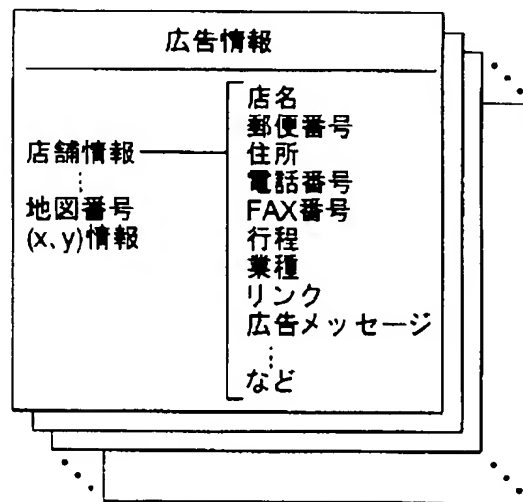 広告情報
店舗情報
⋮
地図番号
(x、y)情報
店名
郵便番号
住所
電話番号
FAX番号
行程
業種
リンク
広告メッセージ
⋮
など